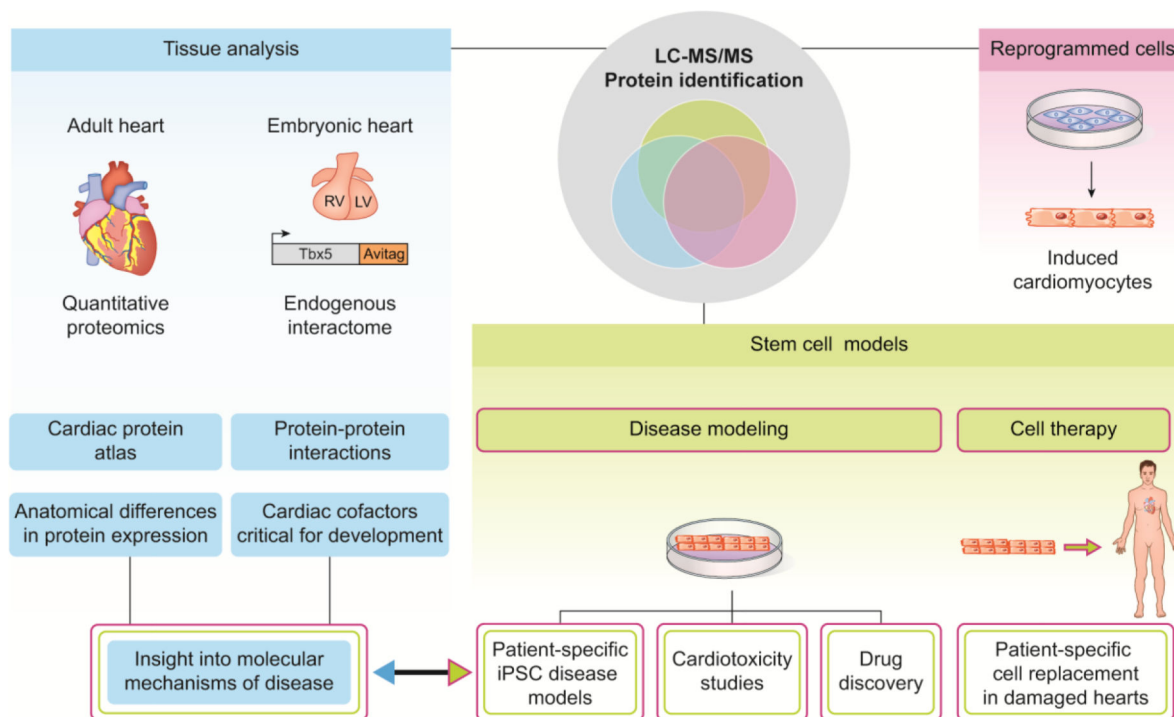 Tissue analysis
LC-MS/MS
Protein identification
Reprogrammed cells
Adult heart
Embryonic heart
RV
LV
Tbx5
Avitag
Quantitative
proteomics
Endogenous
interactome
Induced
cardiomyocytes
Stem cell models
Cardiac protein
atlas
Protein-protein
interactions
Disease modeling
Cell therapy
Anatomical differences
in protein expression
Cardiac cofactors
critical for development
Insight into molecular
mechanisms of disease
Patient-specific
iPSC disease
models
Cardiotoxicity
studies
Drug
discovery
Patient-specific
cell replacement
in damaged hearts